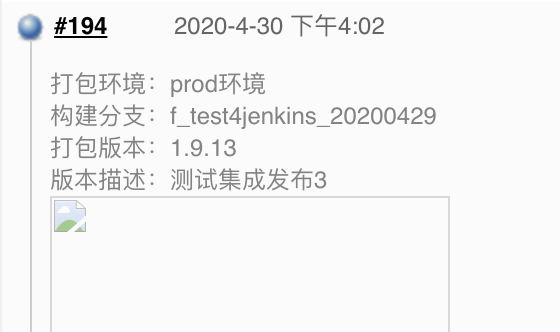 #194 2020-4-30 下午4:02
打包环境：prod环境
构建分支：f_test4jenkins_20200429
打包版本：1.9.13
版本描述：测试集成发布3